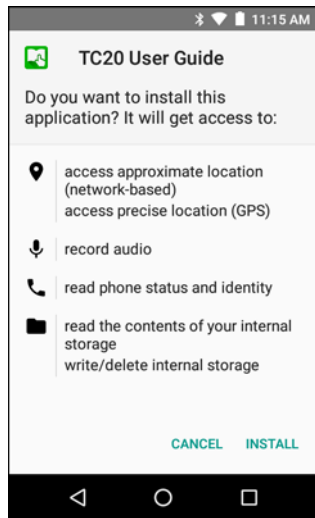 11:15 AM
TC20 User Guide
Do you want to install this
application? It will get access to:
access approximate location
(network-based)
access precise location (GPS)
record audio
read phone status and identity
read the contents of your internal
storage
write/delete internal storage
CANCEL INSTALL